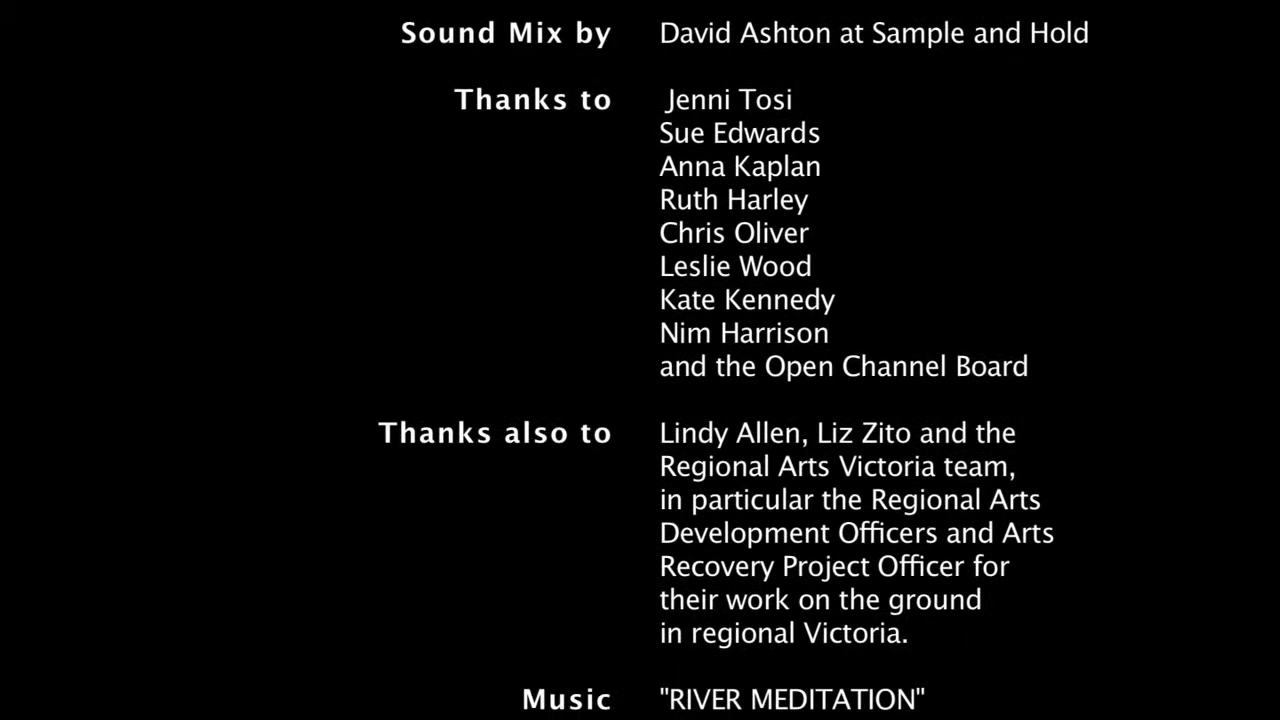 Sound Mix by David Ashton at Sample and Hold
Thanks to Jenni Tosi
Sue Edwards
Anna Kaplan
Ruth Harley
Chris Oliver
Leslie Wood
Kate Kennedy
Nim Harrison
and the Open Channel Board
Thanks also to Lindy Allen, Liz Zito and the
Regional Arts Victoria team,
in particular the Regional Arts
Development Officers and Arts
Recovery Project Officer for
their work on the ground
in regional Victoria.
Music "RIVER MEDITATION"